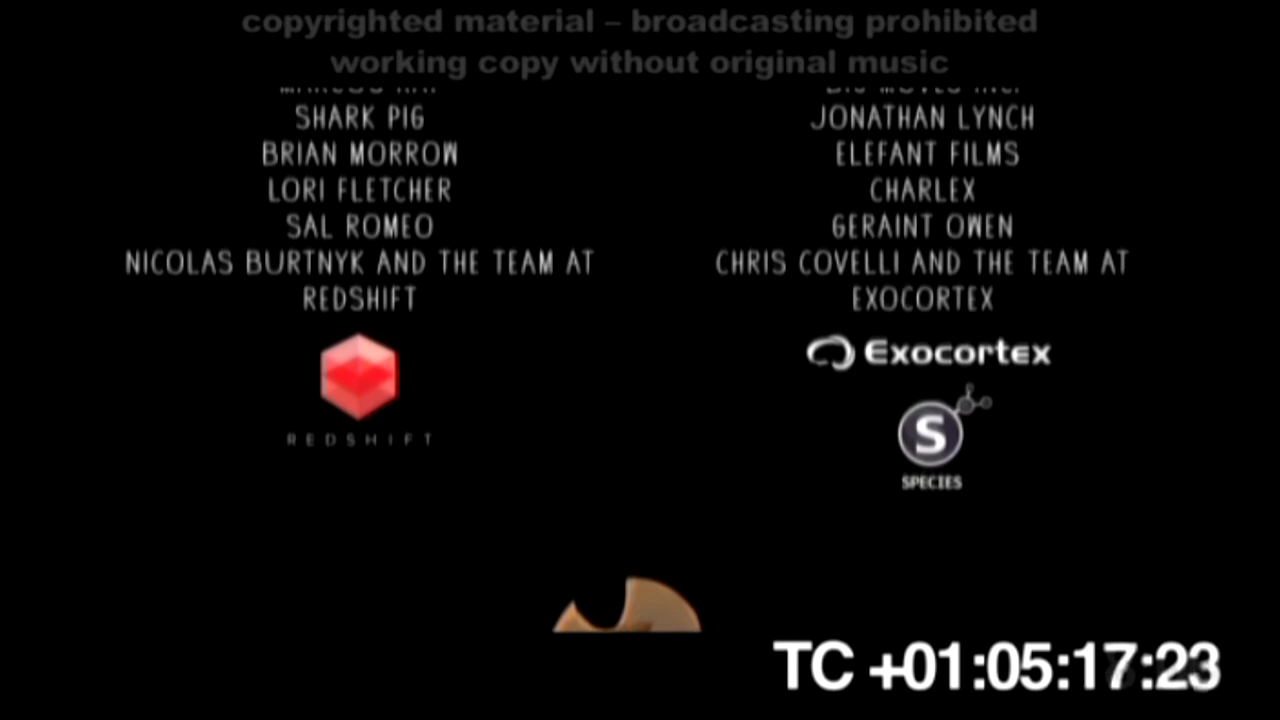 copyrighted material – broadcasting prohibited
working copy without original music
SHARK PIG
BRIAN MORROW
LORI FLETCHER
SAL ROMEO
NICOLAS BURTNYK AND THE TEAM AT
REDSHIFT
REDSHIFT
JONATHAN LYNCH
ELEFANT FILMS
CHARLEX
GERAINT OWEN
CHRIS COVELLI AND THE TEAM AT
EXOCORTEX
Exocortex
S
SPECIES
TC +01:05:17:23